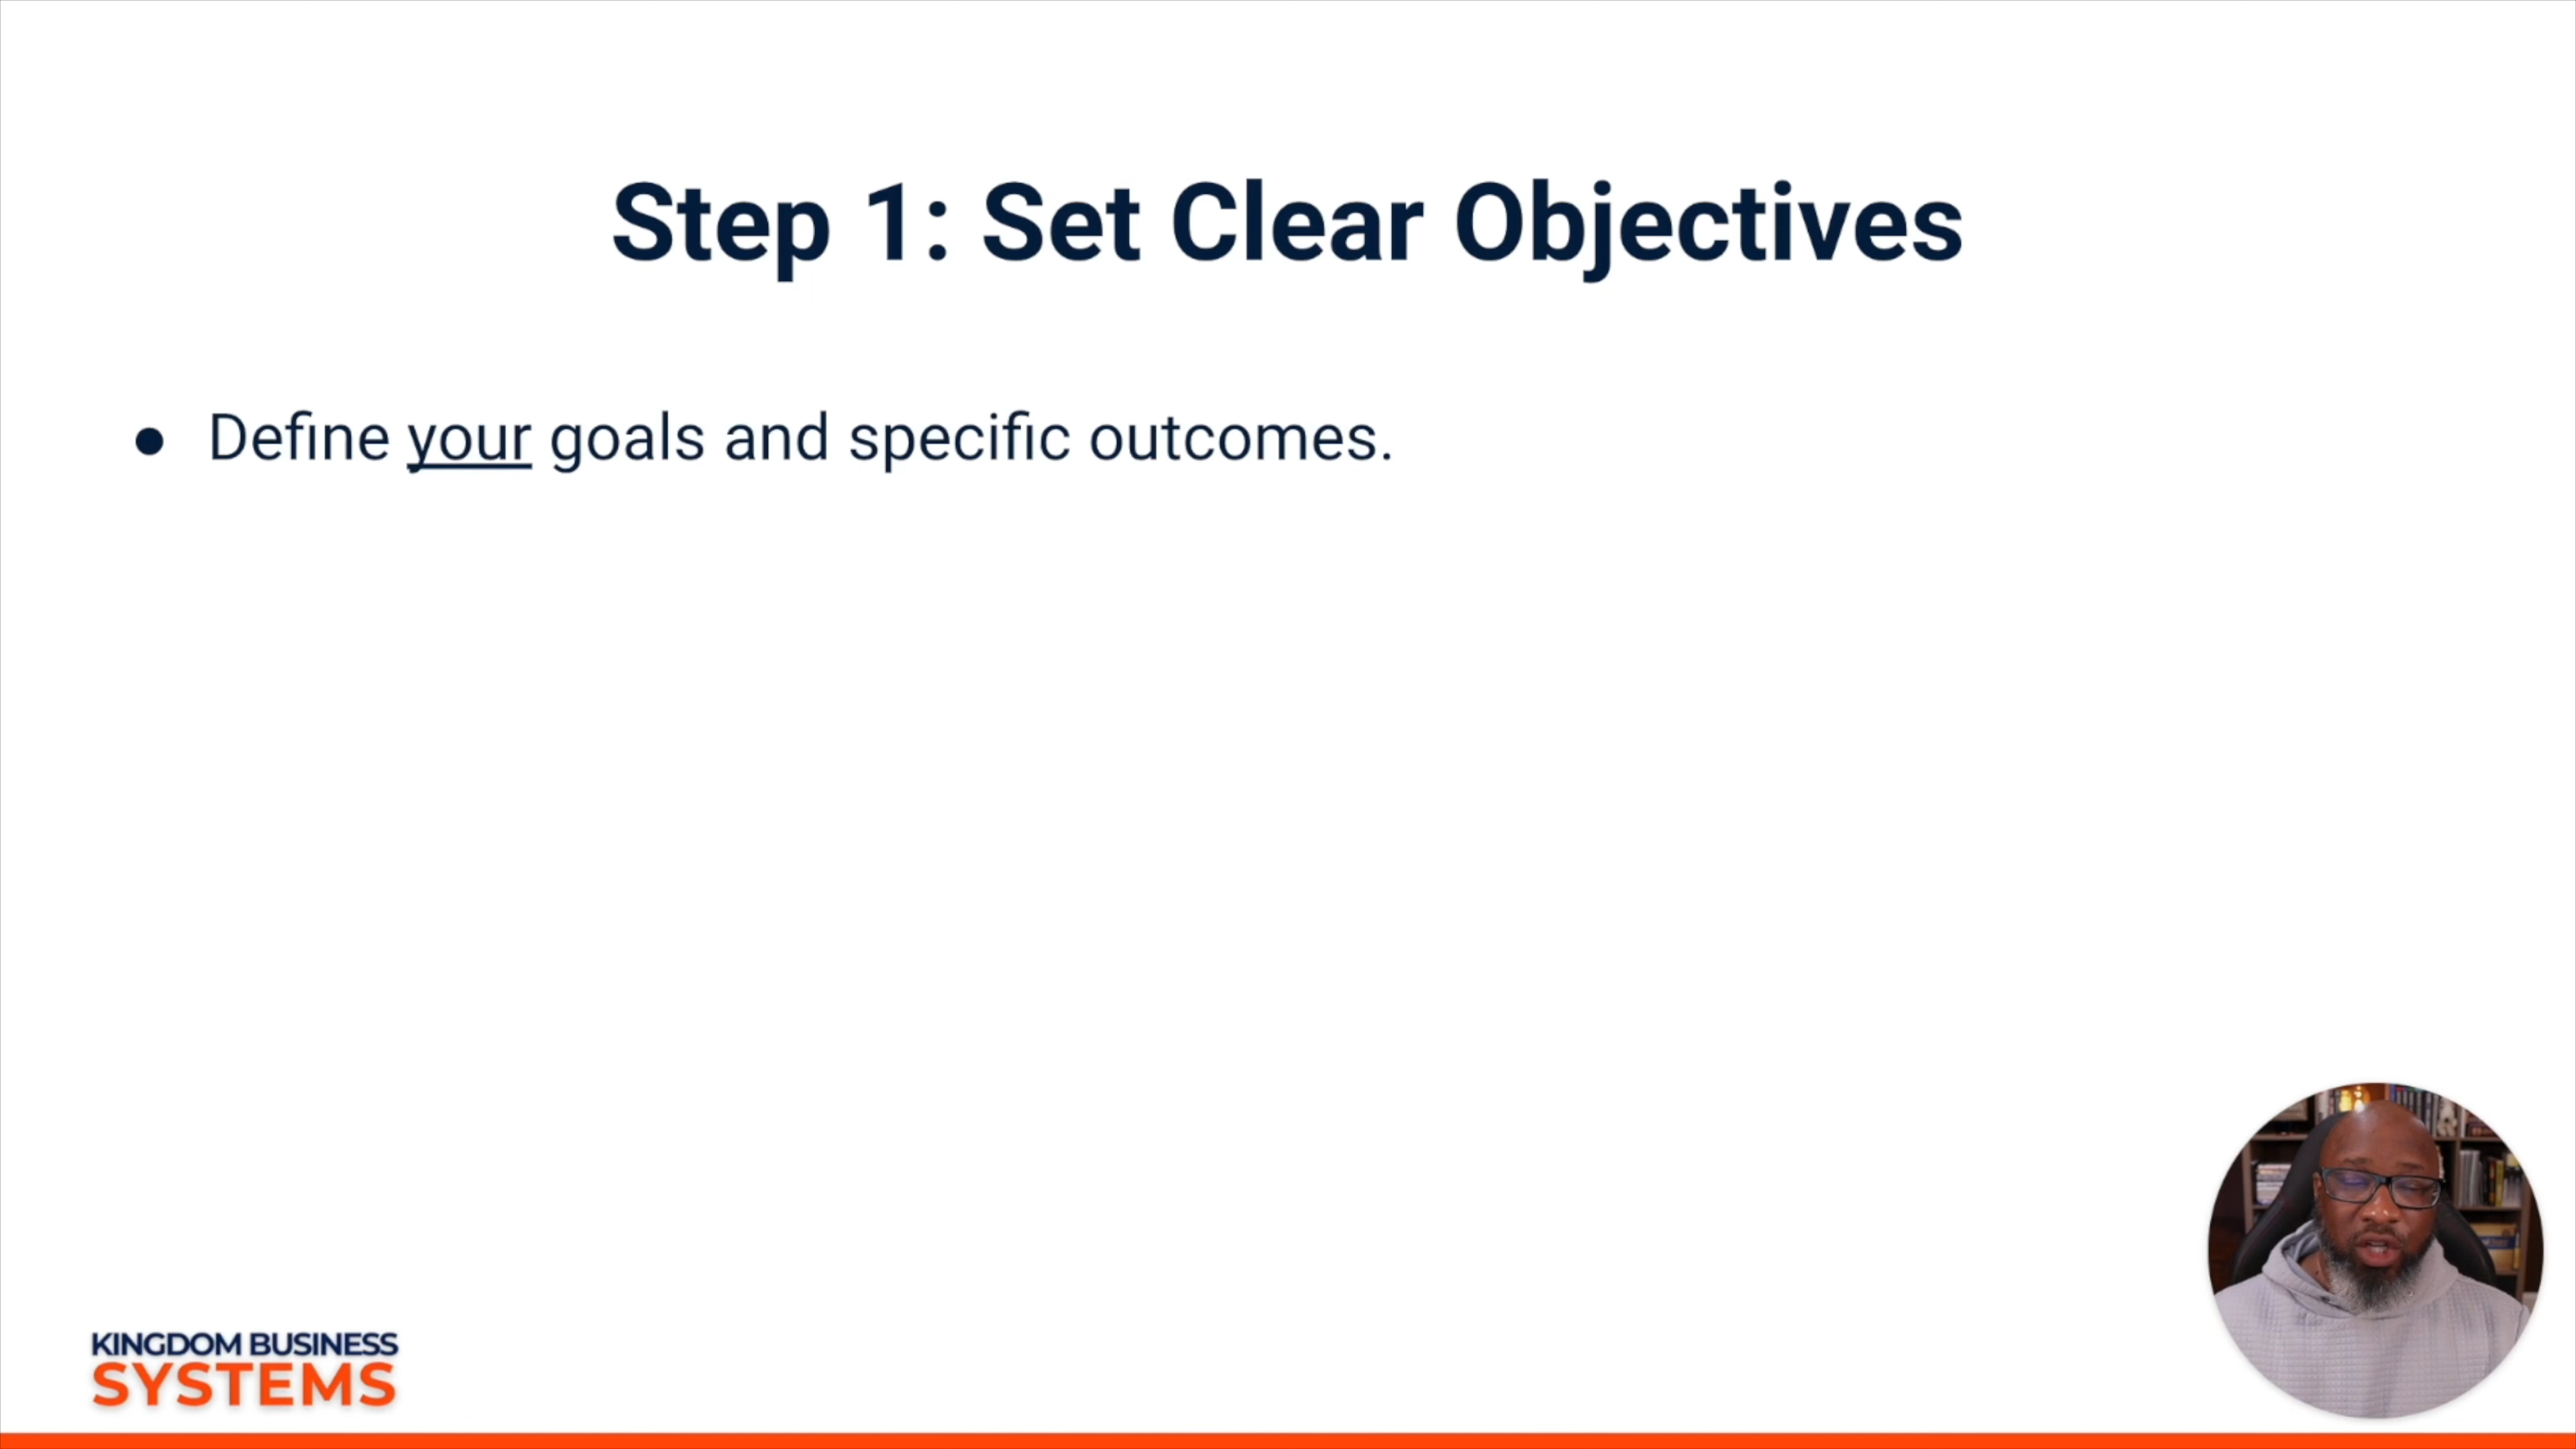 Step 1: Set Clear Objectives
● Define your goals and specific outcomes.
KINGDOM BUSINESS
SYSTEMS